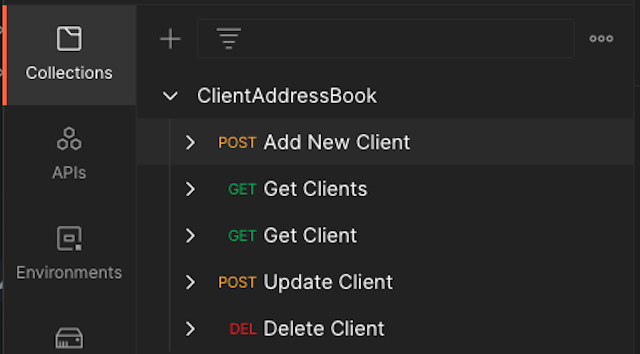 Collections
APIs
Environments
ClientAddressBook
POST Add New Client
GET Get Clients
GET Get Client
POST Update Client
DEL Delete Client